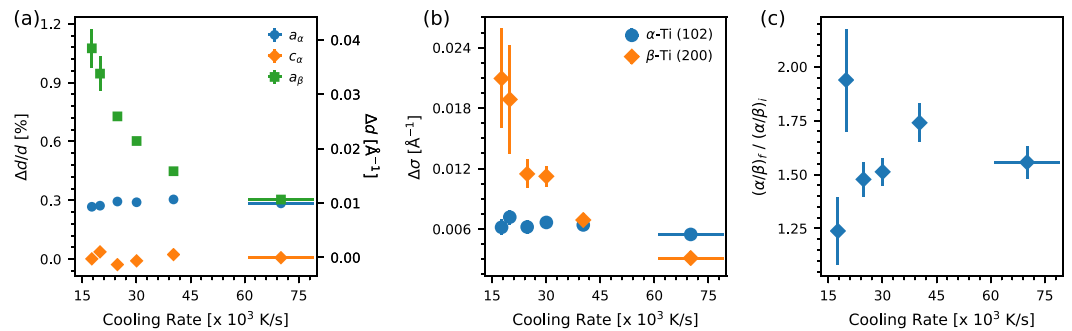 (a)
1.2
0.9
0.6
0.3
0.0
Δd/d [%]
a_α
c_α
a_β
0.04
0.03
0.02
0.01
0.00
Δd [Å⁻¹]
15 30 45 60 75
Cooling Rate [x 10³ K/s]
(b)
0.024
0.018
0.012
0.006
Δσ [Å⁻¹]
α-Ti (102)
β-Ti (200)
15 30 45 60 75
Cooling Rate [x 10³ K/s]
(c)
2.00
1.75
1.50
1.25
(α/β)_f / (α/β)_i
15 30 45 60 75
Cooling Rate [x 10³ K/s]